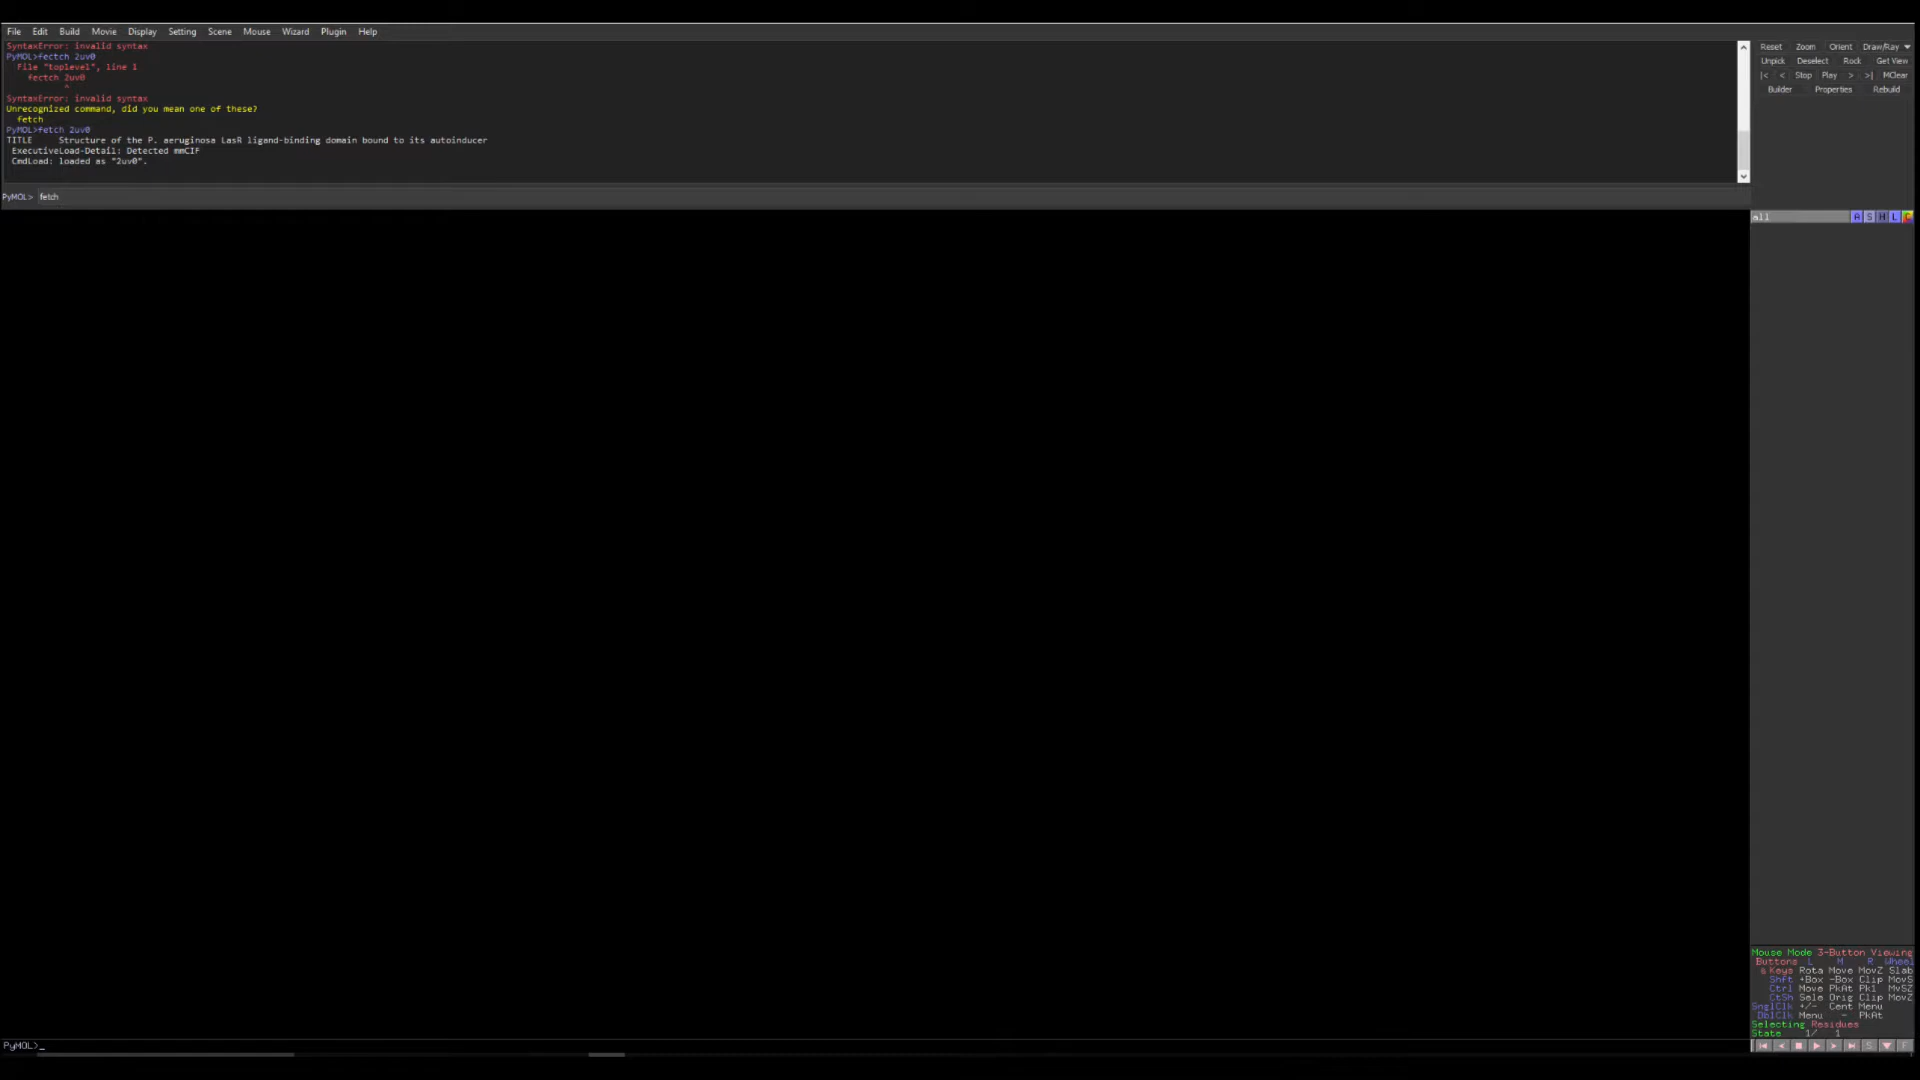 File Edit Build Movie Display Setting Scene Mouse Wizard Plugin Help
SyntaxError: invalid syntax
PyMOL>fectch 2uv0
File "toplevel", line 1
fectch 2uv0
^
SyntaxError: invalid syntax
Unrecognized command, did you mean one of these?
fetch
PyMOL>fetch 2uv0
TITLE Structure of the P. aeruginosa LasR ligand-binding domain bound to its autoinducer
ExecutiveLoad-Detail: Detected mmCIF
CmdLoad: loaded as "2uv0".
PyMOL> fetch
Reset Zoom Orient Draw/Ray
Unpick Deselect Rock Get View
|< < Stop Play > >| MClear
Builder Properties Rebuild
all A S H L C
Mouse Mode 3-Button Viewing
Buttons L M R Wheel
& Keys Rota Move MovZ Slab
Shft +Box -Box Clip MovS
Ctrl Move PkAt Pk1 MvSZ
CtSh Sele Orig Clip MovZ
SnglClk +/- Cent Menu
DblClk Menu - PkAt
Selecting Residues
State 1/ 1
S F
PyMOL>_